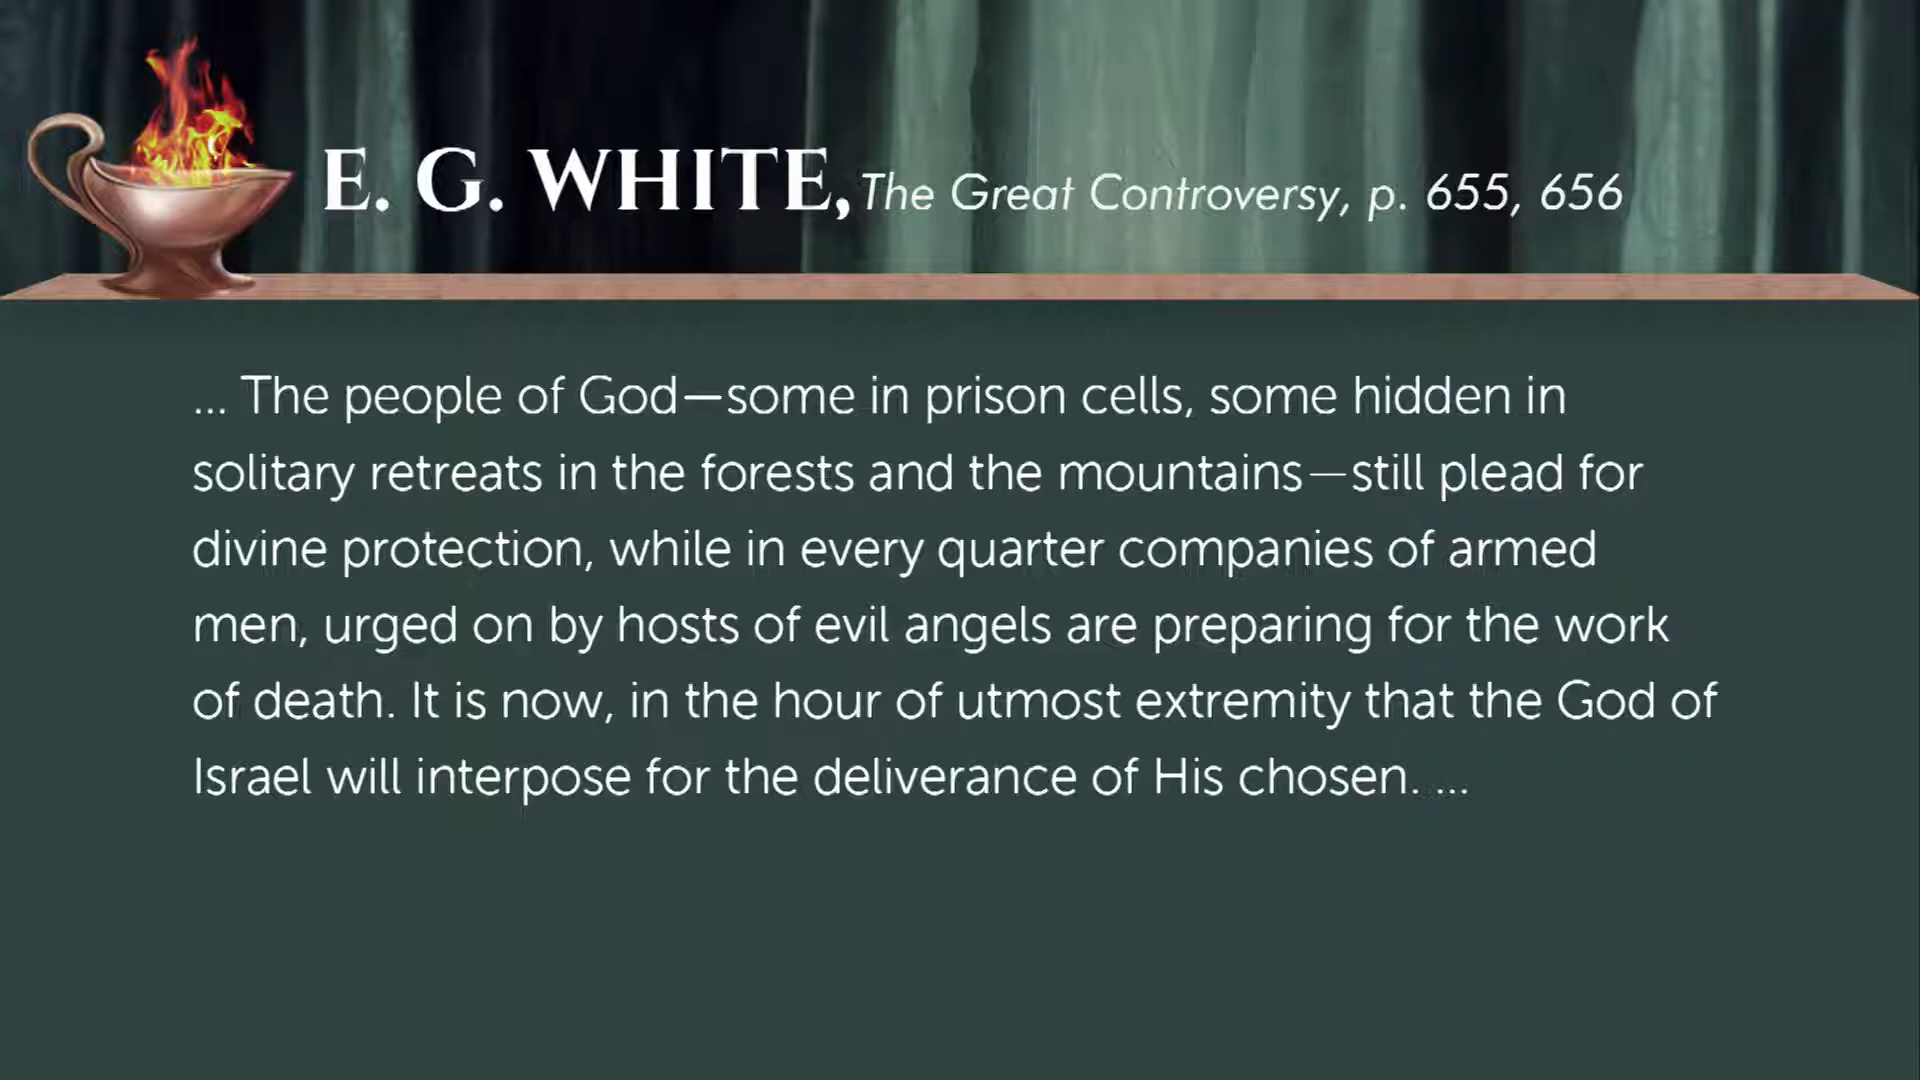 E. G. WHITE, The Great Controversy, p. 655, 656
... The people of God—some in prison cells, some hidden in
solitary retreats in the forests and the mountains—still plead for
divine protection, while in every quarter companies of armed
men, urged on by hosts of evil angels are preparing for the work
of death. It is now, in the hour of utmost extremity that the God of
Israel will interpose for the deliverance of His chosen. ...